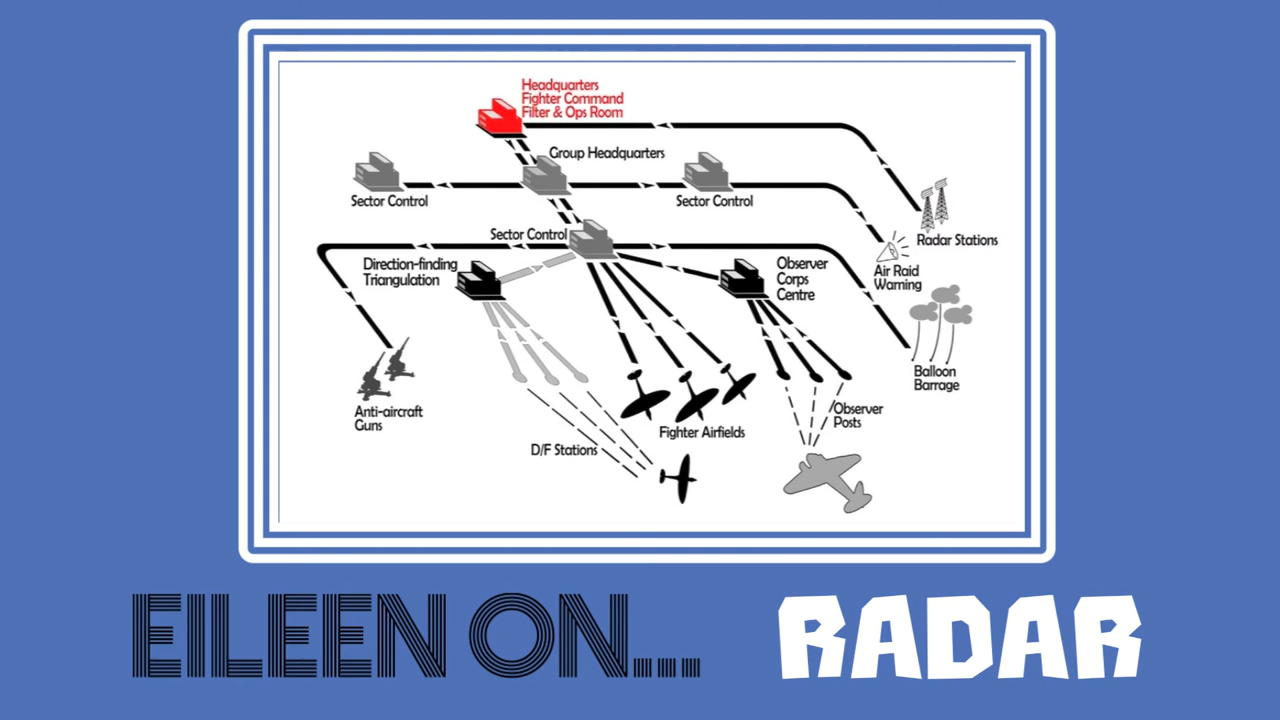 Headquarters
Fighter Command
Filter & Ops Room
Group Headquarters
Sector Control
Sector Control
Radar Stations
Sector Control
Direction-finding
Triangulation
Observer
Corps
Centre
Air Raid
Warning
Balloon
Barrage
Anti-aircraft
Guns
Observer
Posts
Fighter Airfields
D/F Stations
EILEEN ON... RADAR